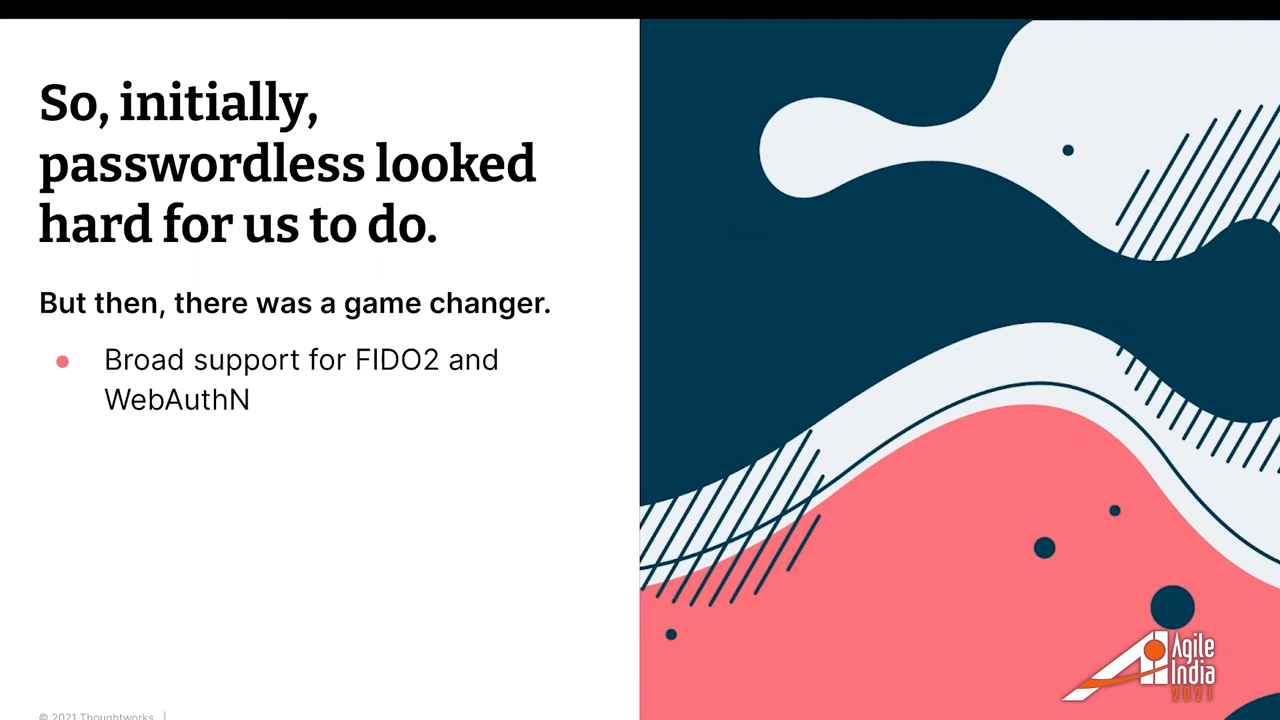 So, initially,
passwordless looked
hard for us to do.
But then, there was a game changer.
Broad support for FIDO2 and
WebAuthN
© 2021 Thoughtworks |
Agile
India
2021